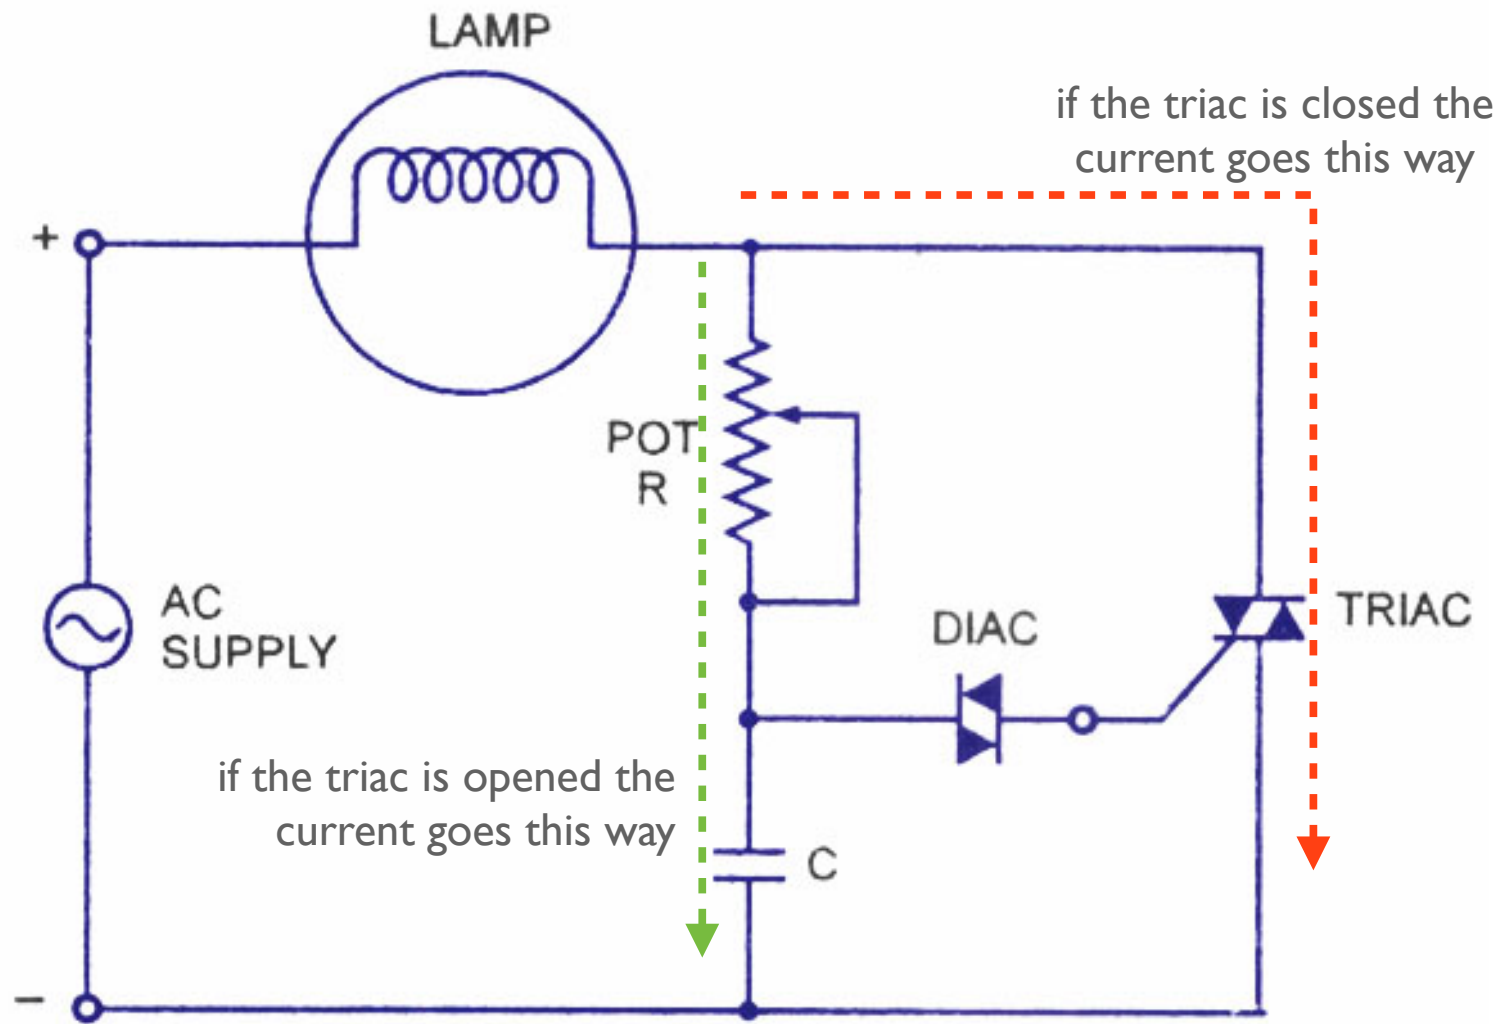 LAMP
if the triac is closed the
current goes this way
+
POT
R
AC
SUPPLY
DIAC
TRIAC
if the triac is opened the
current goes this way
C
−